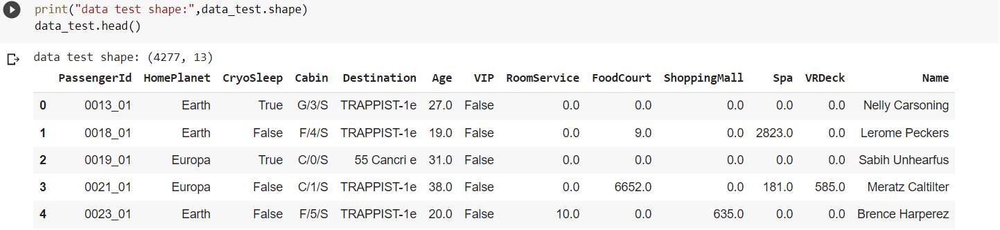 print("data test shape:",data_test.shape)
data_test.head()
data test shape: (4277, 13)
PassengerId HomePlanet CryoSleep Cabin Destination Age VIP RoomService FoodCourt ShoppingMall Spa VRDeck Name
0 0013_01 Earth True G/3/S TRAPPIST-1e 27.0 False 0.0 0.0 0.0 0.0 0.0 Nelly Carsoning
1 0018_01 Earth False F/4/S TRAPPIST-1e 19.0 False 0.0 9.0 0.0 2823.0 0.0 Lerome Peckers
2 0019_01 Europa True C/0/S 55 Cancri e 31.0 False 0.0 0.0 0.0 0.0 0.0 Sabih Unhearfus
3 0021_01 Europa False C/1/S TRAPPIST-1e 38.0 False 0.0 6652.0 0.0 181.0 585.0 Meratz Caltilter
4 0023_01 Earth False F/5/S TRAPPIST-1e 20.0 False 10.0 0.0 635.0 0.0 0.0 Brence Harperez